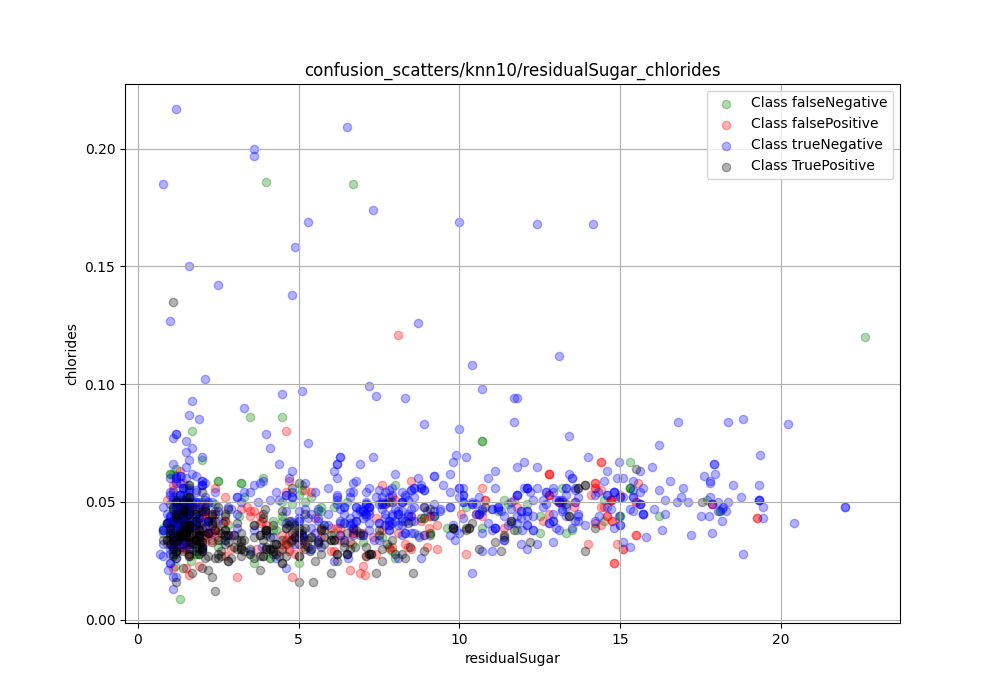 confusion_scatters/knn10/residualSugar_chlorides
Class falseNegative
Class falsePositive
Class trueNegative
Class TruePositive
0.20
0.15
0.10
0.05
0.00
chlorides
0 5 10 15 20
residualSugar